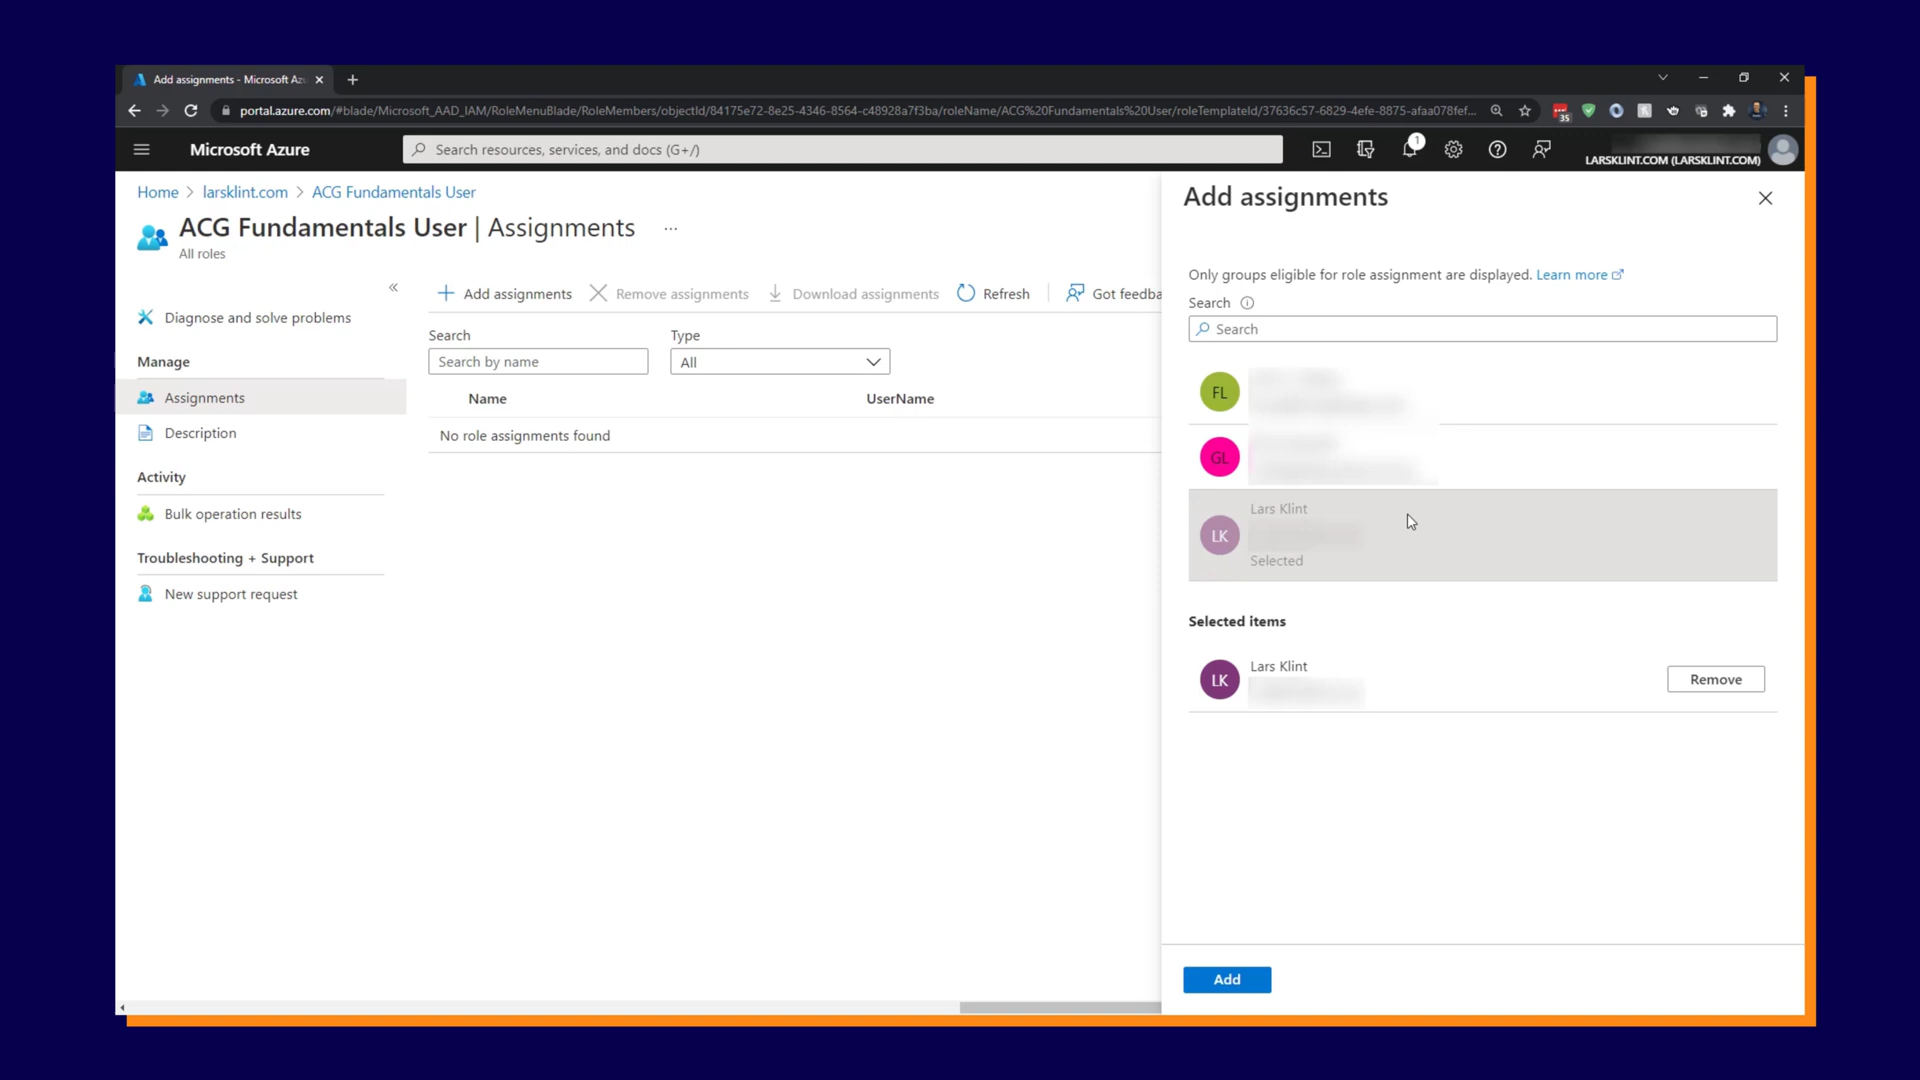 Add assignments - Microsoft Az
portal.azure.com/#blade/Microsoft_AAD_IAM/RoleMenuBlade/RoleMembers/objectId/84175e72-8e25-4346-8564-c48928a7f3ba/roleName/ACG%20Fundamentals%20User/roleTemplateId/37636c57-6829-4efe-8875-afaa078fef...
35
Microsoft Azure
Search resources, services, and docs (G+/)
1
LARSKLINT.COM (LARSKLINT.COM)
Home > larsklint.com > ACG Fundamentals User
ACG Fundamentals User | Assignments ...
All roles
«
Diagnose and solve problems
Manage
Assignments
Description
Activity
Bulk operation results
Troubleshooting + Support
New support request
Add assignments
Remove assignments
Download assignments
Refresh
Got feedba
Search
Search by name
Type
All
Name
UserName
No role assignments found
Add assignments
Only groups eligible for role assignment are displayed. Learn more
Search
Search
FL
GL
LK
Lars Klint
Selected
Selected items
LK
Lars Klint
Remove
Add